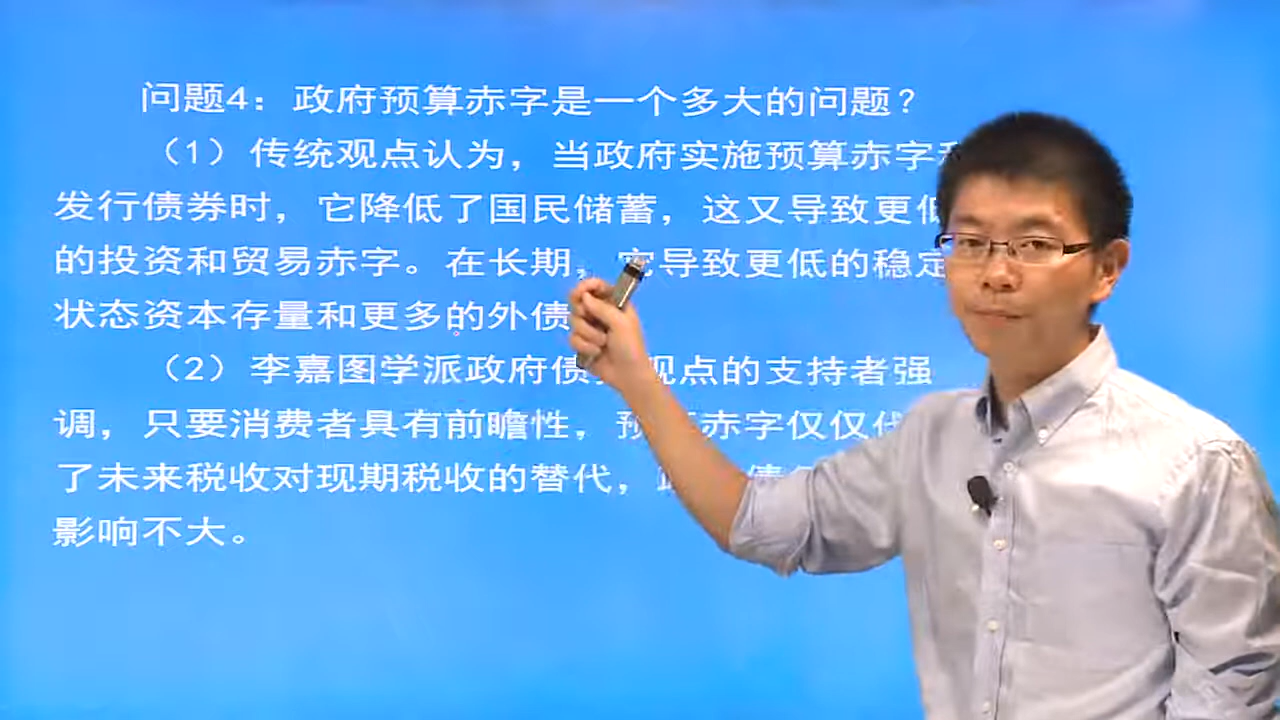 问题4：政府预算赤字是一个多大的问题？
（1）传统观点认为，当政府实施预算赤字
发行债券时，它降低了国民储蓄，这又导致更低
的投资和贸易赤字。在长期，它导致更低的稳定
状态资本存量和更多的外债
（2）李嘉图学派政府债 观点的支持者强
调，只要消费者具有前瞻性，预 赤字仅仅代
了未来税收对现期税收的替代，
影响不大。